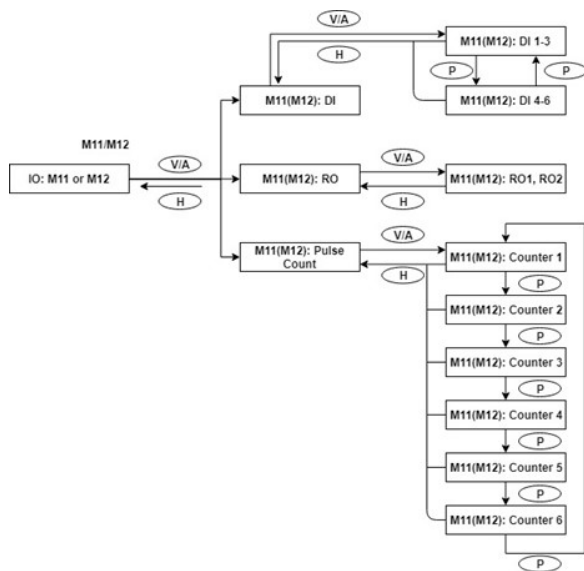 V/A
M11(M12): DI 1-3
H
P
P
M11(M12): DI
M11(M12): DI 4-6
M11/M12
V/A
V/A
IO: M11 or M12
M11(M12): RO
M11(M12): RO1, RO2
H
H
V/A
M11(M12): Pulse
Count
M11(M12): Counter 1
H
P
M11(M12): Counter 2
P
M11(M12): Counter 3
P
M11(M12): Counter 4
P
M11(M12): Counter 5
P
M11(M12): Counter 6
P